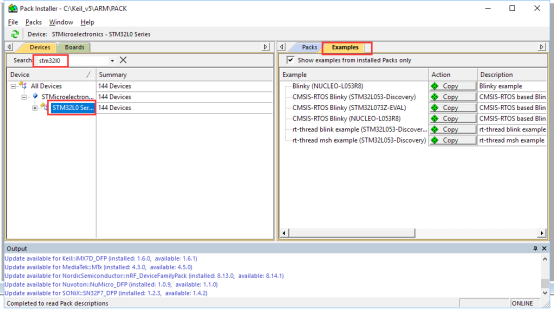 Pack Installer - C:\Keil_v5\ARM\PACK
File Packs Window Help
Device: STMicroelectronics - STM32L0 Series
Devices Boards
Search: stm32l0
Device Summary
All Devices 144 Devices
STMicroelectron... 144 Devices
STM32L0 Ser... 144 Devices
Packs Examples
Show examples from installed Packs only
Example Action Description
Blinky (NUCLEO-L053R8) Copy Blinky example
CMSIS-RTOS Blinky (STM32L053-Discovery) Copy CMSIS-RTOS based Blin
CMSIS-RTOS Blinky (STM32L073Z-EVAL) Copy CMSIS-RTOS based Blin
CMSIS-RTOS Blinky (NUCLEO-L053R8) Copy CMSIS-RTOS based Blin
rt-thread blink example (STM32L053-Discover... Copy rt-thread blink example
rt-thread msh example (STM32L053-Discovery) Copy rt-thread msh example
Output
Update available for Keil::iMX7D_DFP (installed: 1.6.0, available: 1.6.1)
Update available for MediaTek::MTx (installed: 4.3.0, available: 4.5.0)
Update available for NordicSemiconductor::nRF_DeviceFamilyPack (installed: 8.13.0, available: 8.14.1)
Update available for Nuvoton::NuMicro_DFP (installed: 1.0.9, available: 1.1.0)
Update available for SONiX::SN32F7_DFP (installed: 1.2.3, available: 1.4.2)
Completed to read Pack descriptions ONLINE